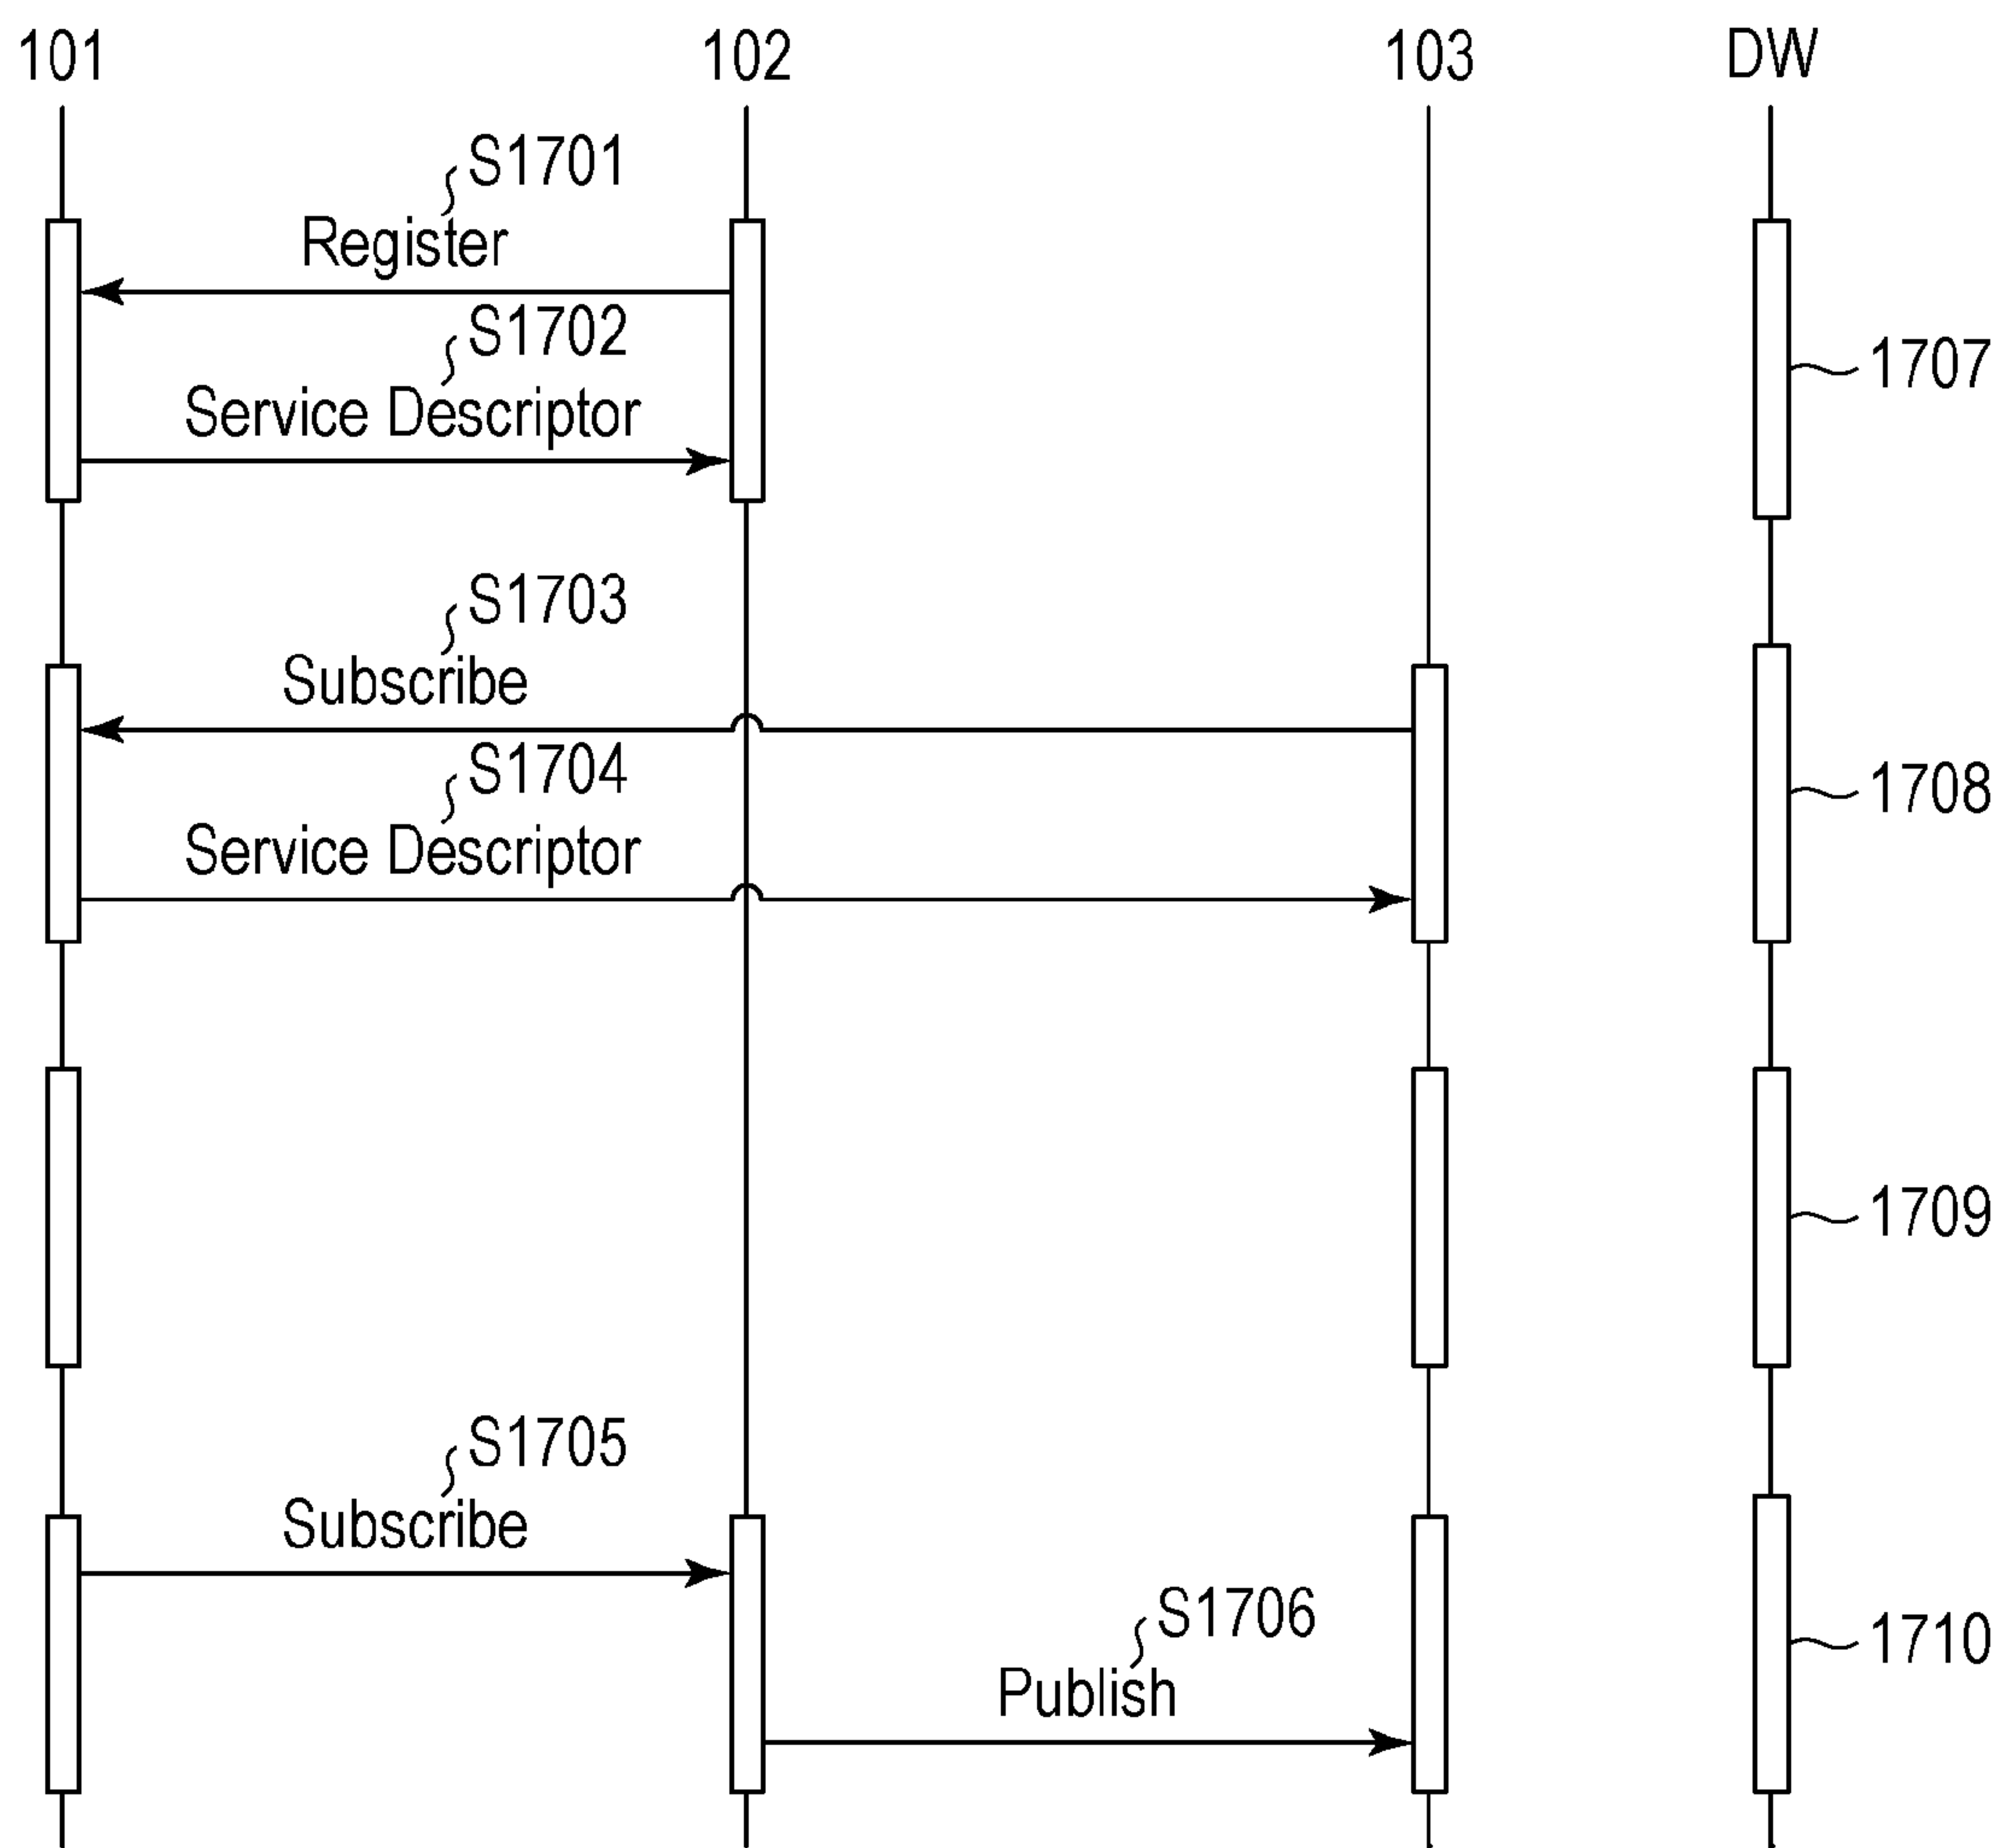 101 102 103 DW
S1701
Register
S1702
Service Descriptor
1707
S1703
Subscribe
S1704
Service Descriptor
1708
1709
S1705
Subscribe
S1706
Publish
1710